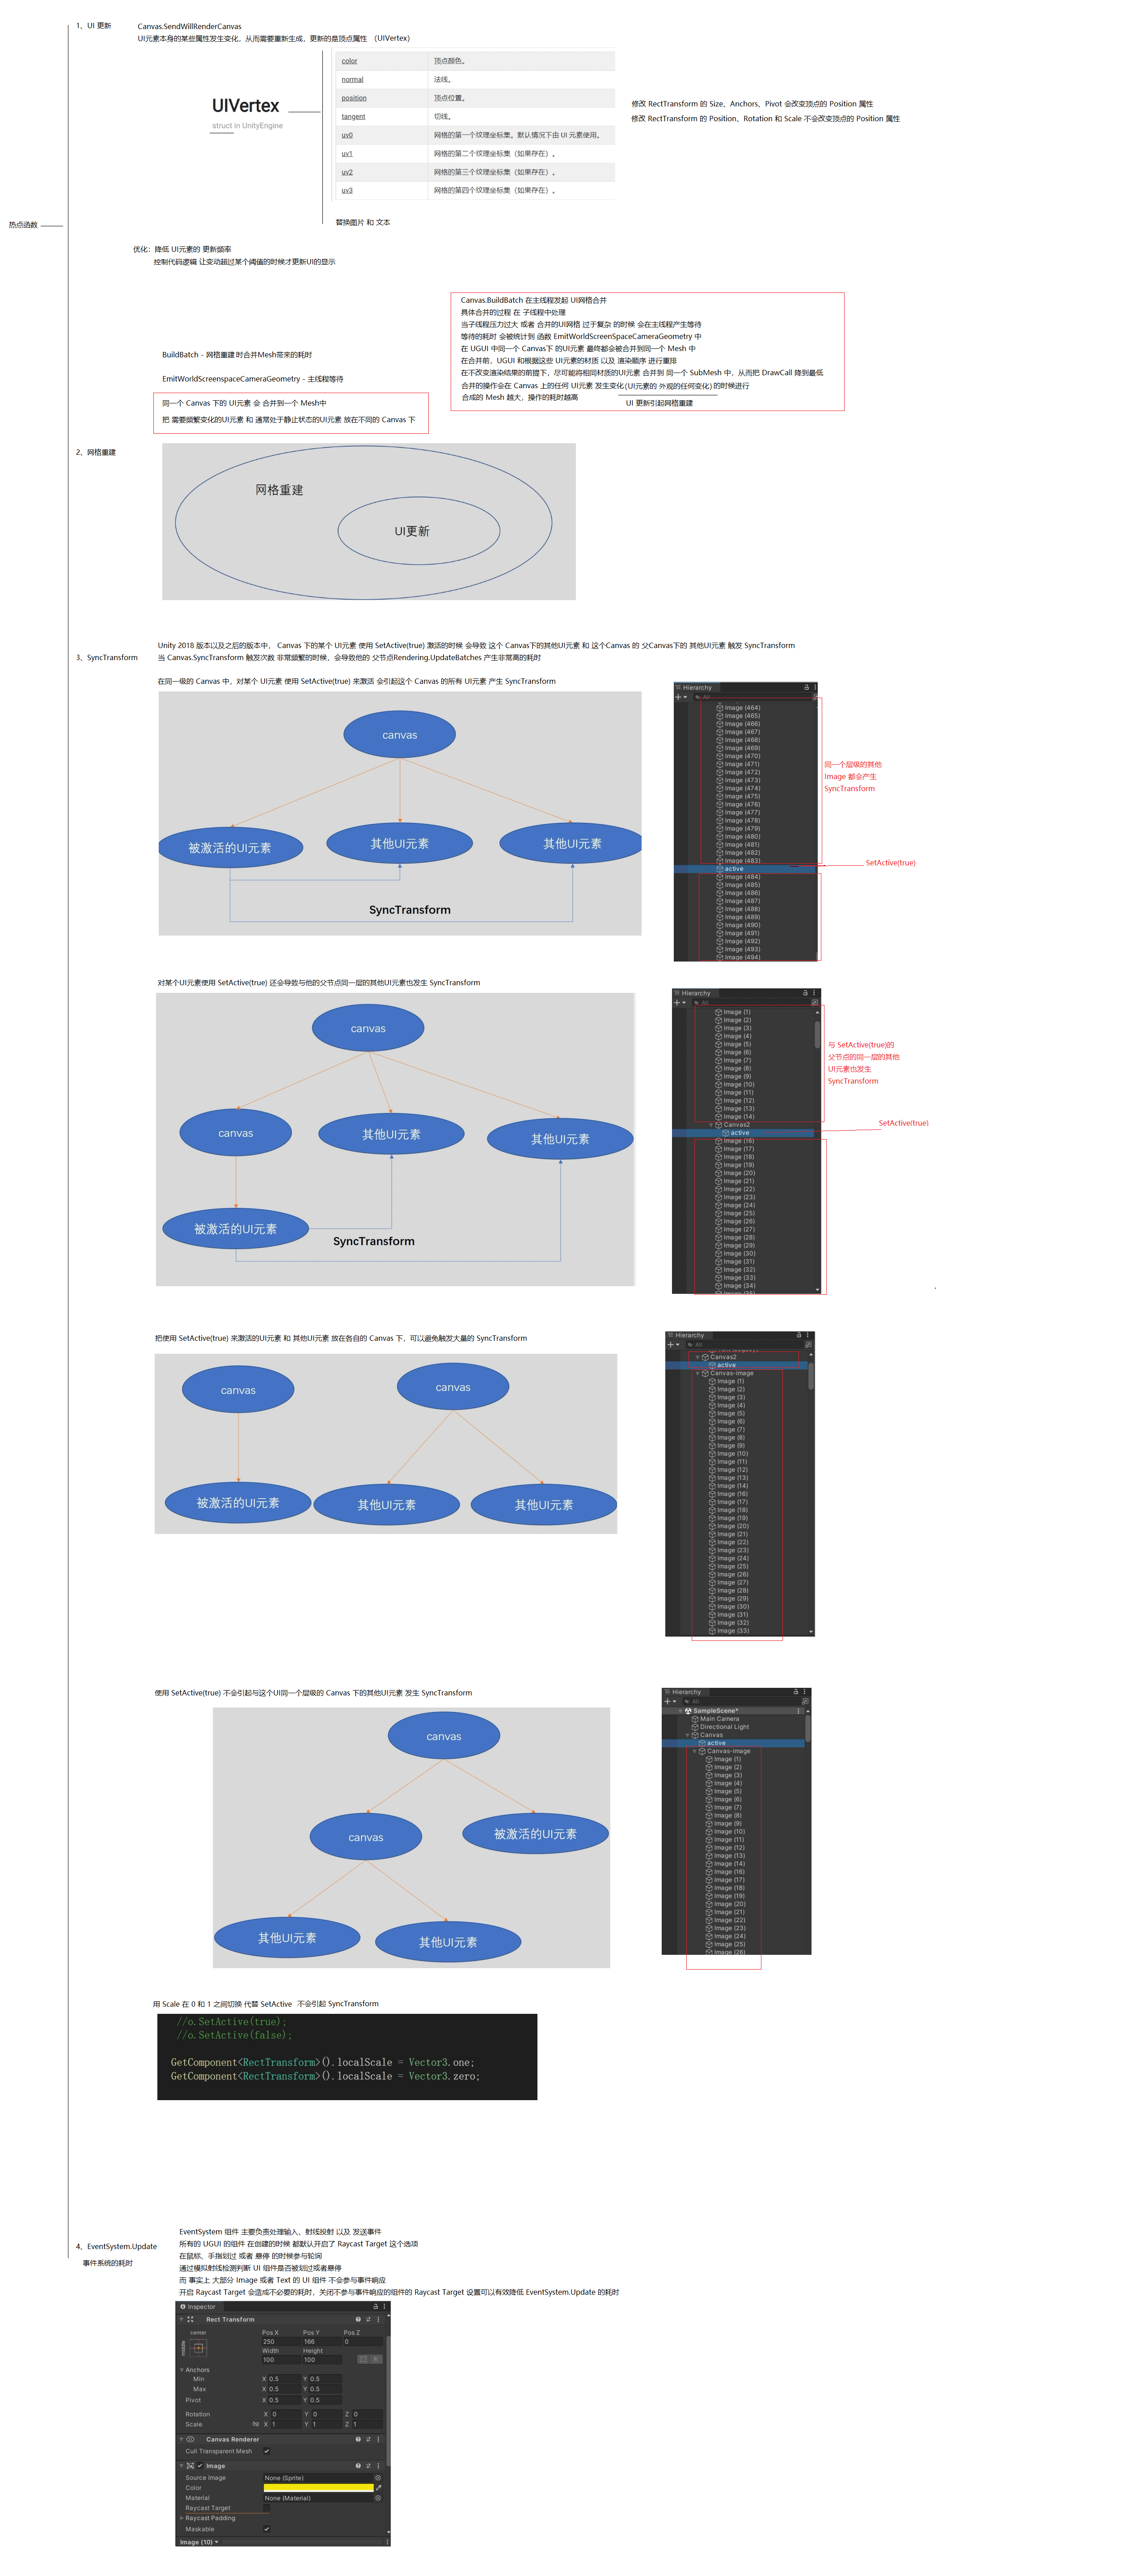 热点函数
1、UI 更新
Canvas.SendWillRenderCanvas
UI元素本身的某些属性发生变化，从而需要重新生成，更新的是顶点属性 （UIVertex）
UIVertex
struct in UnityEngine
color 顶点颜色。
normal 法线。
position 顶点位置。
tangent 切线。
uv0 网格的第一个纹理坐标集。默认情况下由 UI 元素使用。
uv1 网格的第二个纹理坐标集（如果存在）。
uv2 网格的第三个纹理坐标集（如果存在）。
uv3 网格的第四个纹理坐标集（如果存在）。
修改 RectTransform 的 Size、Anchors、Pivot 会改变顶点的 Position 属性
修改 RectTransform 的 Position、Rotation 和 Scale 不会改变顶点的 Position 属性
替换图片 和 文本
优化：降低 UI元素的 更新频率
控制代码逻辑 让变动超过某个阈值的时候才更新UI的显示
2、网格重建
BuildBatch - 网格重建 时合并Mesh带来的耗时
EmitWorldScreenspaceCameraGeometry - 主线程等待
同一个 Canvas 下的 UI元素 会 合并到一个 Mesh中
把 需要频繁变化的UI元素 和 通常处于静止状态的UI元素 放在不同的 Canvas 下
Canvas.BuildBatch 在主线程发起 UI网格合并
具体合并的过程 在 子线程中处理
当子线程压力过大 或者 合并的UI网格 过于复杂 的时候 会在主线程产生等待
等待的耗时 会被统计到 函数 EmitWorldScreenSpaceCameraGeometry 中
在 UGUI 中同一个 Canvas下 的UI元素 最终都会被合并到同一个 Mesh 中
在合并前，UGUI 和根据这些 UI元素的材质 以及 渲染顺序 进行重排
在不改变渲染结果的前提下，尽可能将相同材质的UI元素 合并到 同一个 SubMesh 中，从而把 DrawCall 降到最低
合并的操作会在 Canvas 上的任何 UI元素 发生变化 (UI元素的 外观的任何变化) 的时候进行
合成的 Mesh 越大，操作的耗时越高
UI 更新引起网格重建
网格重建
UI更新
3、SyncTransform
Unity 2018 版本以及之后的版本中， Canvas 下的某个 UI元素 使用 SetActive(true) 激活的时候 会导致 这个 Canvas下的其他UI元素 和 这个Canvas 的 父Canvas下的 其他UI元素 触发 SyncTransform
当 Canvas.SyncTransform 触发次数 非常频繁的时候，会导致他的 父节点Rendering.UpdateBatches 产生非常高的耗时
在同一级的 Canvas 中，对某个 UI元素 使用 SetActive(true) 来激活 会引起这个 Canvas 的所有 UI元素 产生 SyncTransform
canvas
被激活的UI元素
其他UI元素
其他UI元素
SyncTransform
Hierarchy
All
Image (464)
Image (465)
Image (466)
Image (467)
Image (468)
Image (469)
Image (470)
Image (471)
Image (472)
Image (473)
Image (474)
Image (475)
Image (476)
Image (477)
Image (478)
Image (479)
Image (480)
Image (481)
Image (482)
Image (483)
active
Image (484)
Image (485)
Image (486)
Image (487)
Image (488)
Image (489)
Image (490)
Image (491)
Image (492)
Image (493)
Image (494)
同一个层级的其他
Image 都会产生
SyncTransform
SetActive(true)
对某个UI元素使用 SetActive(true) 还会导致与他的父节点同一层的其他UI元素也发生 SyncTransform
canvas
canvas
其他UI元素
其他UI元素
被激活的UI元素
SyncTransform
Hierarchy
All
Image (1)
Image (2)
Image (3)
Image (4)
Image (5)
Image (6)
Image (7)
Image (8)
Image (9)
Image (10)
Image (11)
Image (12)
Image (13)
Image (14)
Canvas2
active
Image (16)
Image (17)
Image (18)
Image (19)
Image (20)
Image (21)
Image (22)
Image (23)
Image (24)
Image (25)
Image (26)
Image (27)
Image (28)
Image (29)
Image (30)
Image (31)
Image (32)
Image (33)
Image (34)
Image (35)
与 SetActive(true)的
父节点的同一层的其他
UI元素也发生
SyncTransform
SetActive(true)
把使用 SetActive(true) 来激活的UI元素 和 其他UI元素 放在各自的 Canvas 下，可以避免触发大量的 SyncTransform
canvas
canvas
被激活的UI元素
其他UI元素
其他UI元素
Hierarchy
All
Canvas2
active
Canvas-image
Image (1)
Image (2)
Image (3)
Image (4)
Image (5)
Image (6)
Image (7)
Image (8)
Image (9)
Image (10)
Image (11)
Image (12)
Image (13)
Image (14)
Image (16)
Image (17)
Image (18)
Image (19)
Image (20)
Image (21)
Image (22)
Image (23)
Image (24)
Image (25)
Image (26)
Image (27)
Image (28)
Image (29)
Image (30)
Image (31)
Image (32)
Image (33)
使用 SetActive(true) 不会引起与这个UI同一个层级的 Canvas 下的其他UI元素 发生 SyncTransform
canvas
canvas
被激活的UI元素
其他UI元素
其他UI元素
Hierarchy
All
SampleScene*
Main Camera
Directional Light
Canvas
active
Canvas-image
Image (1)
Image (2)
Image (3)
Image (4)
Image (5)
Image (6)
Image (7)
Image (8)
Image (9)
Image (10)
Image (11)
Image (12)
Image (13)
Image (14)
Image (16)
Image (17)
Image (18)
Image (19)
Image (20)
Image (21)
Image (22)
Image (23)
Image (24)
Image (25)
Image (26)
用 Scale 在 0 和 1 之间切换 代替 SetActive 不会引起 SyncTransform
//o.SetActive(true);
//o.SetActive(false);
GetComponent<RectTransform>().localScale = Vector3.one;
GetComponent<RectTransform>().localScale = Vector3.zero;
4、EventSystem.Update
事件系统的耗时
EventSystem 组件 主要负责处理输入、射线投射 以及 发送事件
所有的 UGUI 的组件 在创建的时候 都默认开启了 Raycast Target 这个选项
在鼠标、手指划过 或者 悬停 的时候参与轮询
通过模拟射线检测判断 UI 组件是否被划过或者悬停
而 事实上 大部分 Image 或者 Text 的 UI 组件 不会参与事件响应
开启 Raycast Target 会造成不必要的耗时，关闭不参与事件响应的组件的 Raycast Target 设置可以有效降低 EventSystem.Update 的耗时
Inspector
Rect Transform
center
middle
Pos X Pos Y Pos Z
250 166 0
Width Height
100 100
R
Anchors
Min X 0.5 Y 0.5
Max X 0.5 Y 0.5
Pivot X 0.5 Y 0.5
Rotation X 0 Y 0 Z 0
Scale X 1 Y 1 Z 1
Canvas Renderer
Cull Transparent Mesh
Image
Source Image None (Sprite)
Color
Material None (Material)
Raycast Target
Raycast Padding
Maskable
Image (10)